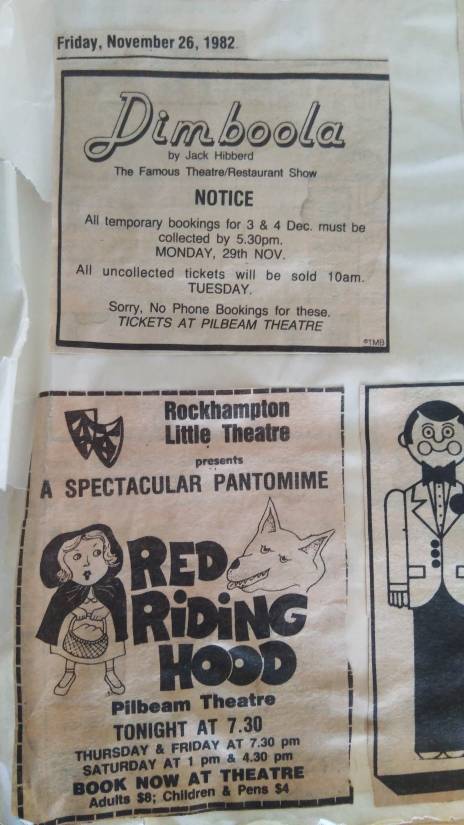 Friday, November 26, 1982
Dimboola
by Jack Hibberd
The Famous Theatre/Restaurant Show
NOTICE
All temporary bookings for 3 & 4 Dec. must be
collected by 5.30pm.
MONDAY, 29th NOV.
All uncollected tickets will be sold 10am.
TUESDAY.
Sorry, No Phone Bookings for these.
TICKETS AT PILBEAM THEATRE
©TMB
Rockhampton
Little Theatre
presents
A SPECTACULAR PANTOMIME
RED
RiDiNG
HOOD
Pilbeam Theatre
TONIGHT AT 7.30
THURSDAY & FRIDAY AT 7.30 pm
SATURDAY AT 1 pm & 4.30 pm
BOOK NOW AT THEATRE
Adults $8; Children & Pens $4